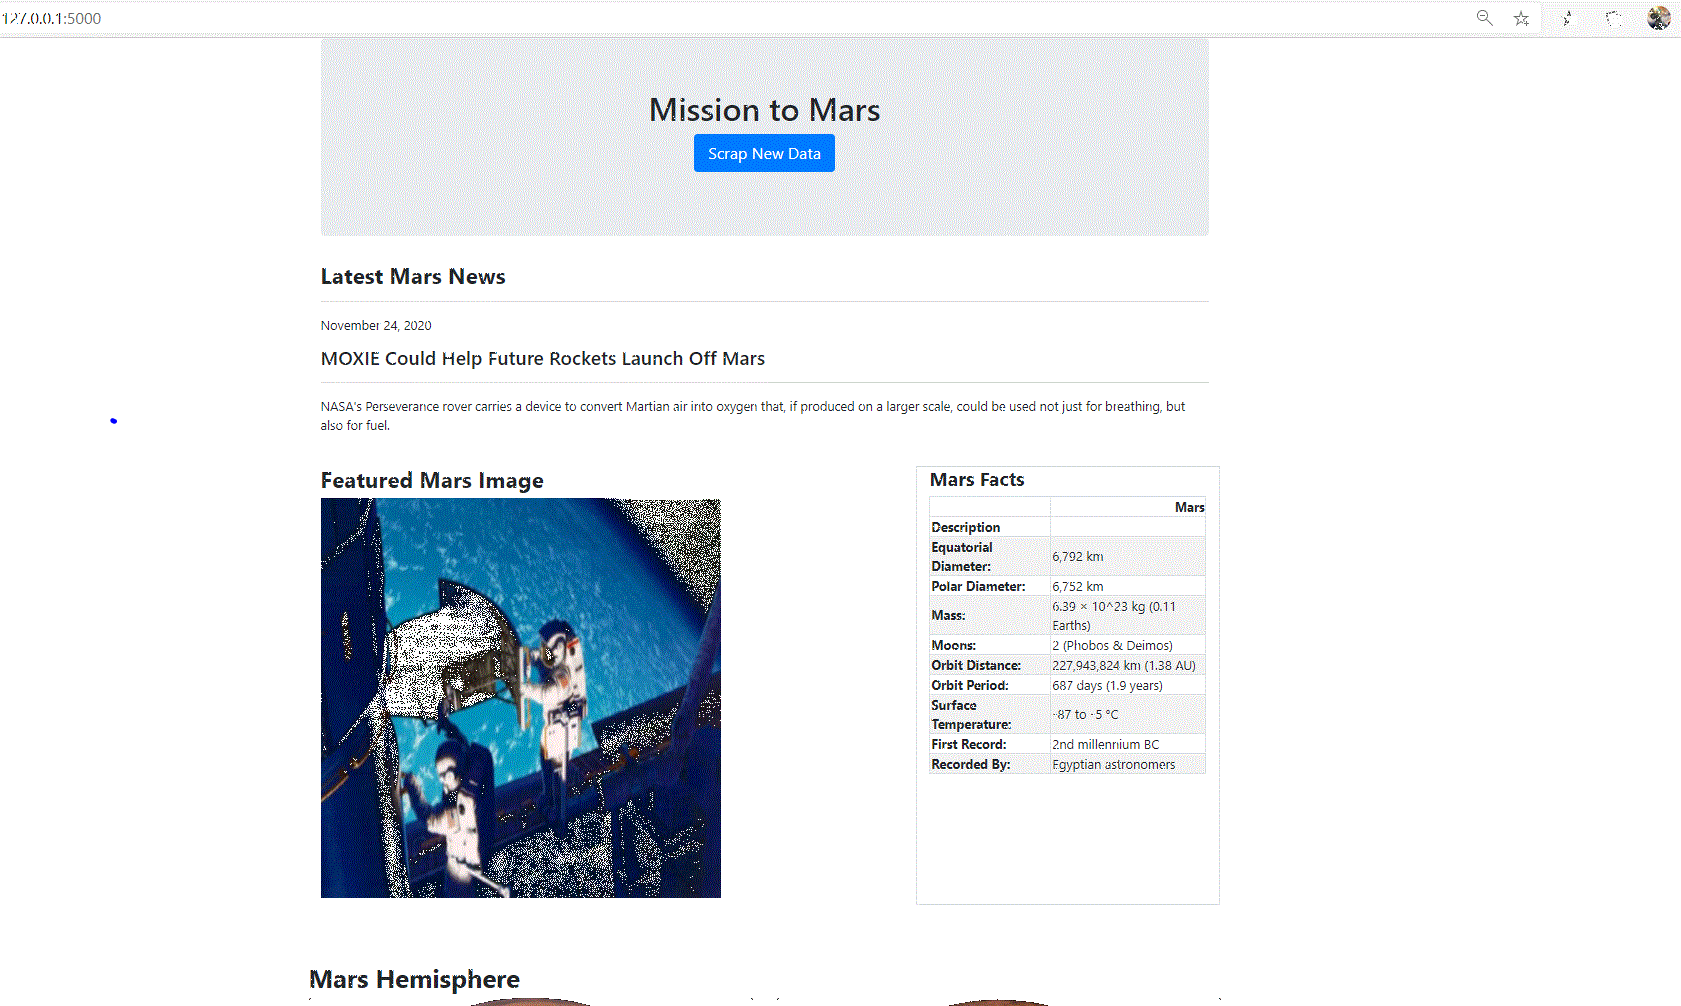 127.0.0.1:5000
Mission to Mars
Scrap New Data
Latest Mars News
November 24, 2020
MOXIE Could Help Future Rockets Launch Off Mars
NASA's Perseverance rover carries a device to convert Martian air into oxygen that, if produced on a larger scale, could be used not just for breathing, but
also for fuel.
Featured Mars Image
Mars Facts
Mars
Description
Equatorial
Diameter:
6,792 km
Polar Diameter: 6,752 km
Mass:
6.39 × 10^23 kg (0.11
Earths)
Moons: 2 (Phobos & Deimos)
Orbit Distance: 227,943,824 km (1.38 AU)
Orbit Period: 687 days (1.9 years)
Surface
Temperature:
-87 to -5 °C
First Record: 2nd millennium BC
Recorded By: Egyptian astronomers
Mars Hemisphere